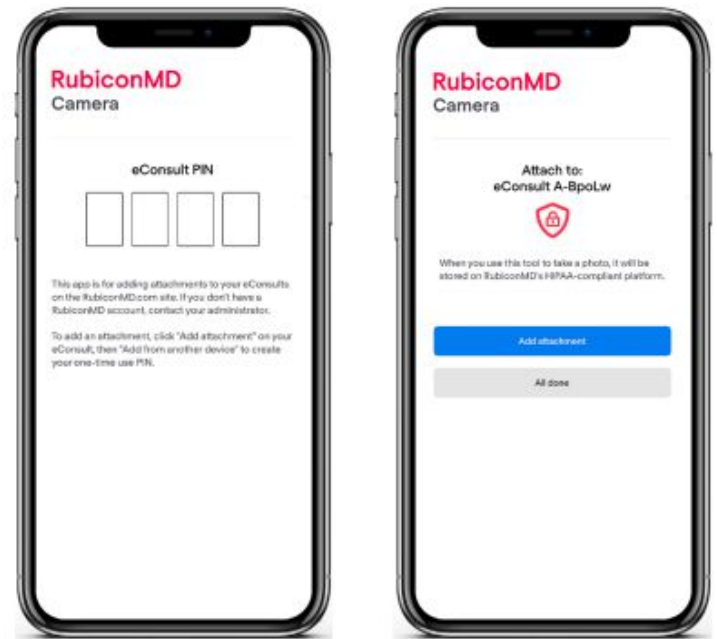 RubiconMD
Camera
eConsult PIN
This app is for adding attachments to your eConsults
on the RubiconMD.com site. If you don't have a
RubiconMD account, contact your administrator.
To add an attachment, click "Add attachment" on your
eConsult, then "Add from another device" to create
your one-time use PIN.
RubiconMD
Camera
Attach to:
eConsult A-BpoLw
When you use this tool to take a photo, it will be
stored on RubiconMD's HIPAA-compliant platform.
Add attachment
All done